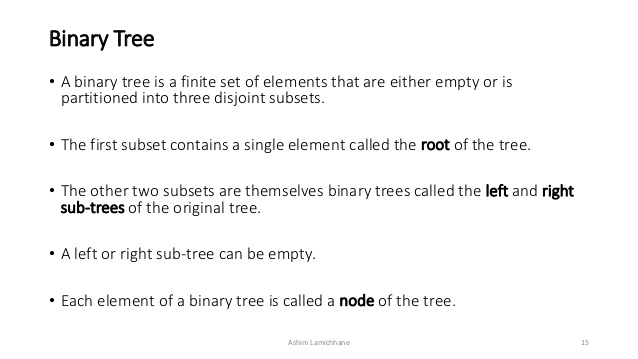 Binary Tree
• A binary tree is a finite set of elements that are either empty or is
partitioned into three disjoint subsets.
• The first subset contains a single element called the root of the tree.
• The other two subsets are themselves binary trees called the left and right
sub-trees of the original tree.
• A left or right sub-tree can be empty.
• Each element of a binary tree is called a node of the tree.
Ashim Lamichhane
15